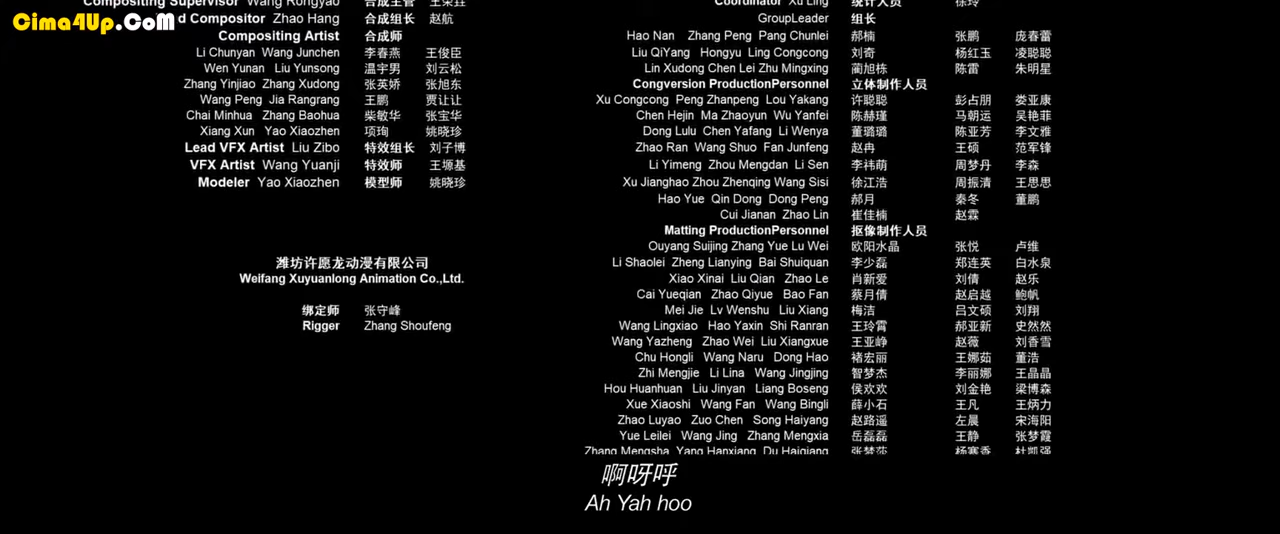 Cima4Up.CoM
Compositing Supervisor Wang Rongyao 合成主管
Lead Compositor Zhao Hang 合成组长 赵航
Compositing Artist 合成师
Li Chunyan Wang Junchen 李春燕 王俊臣
Wen Yunan Liu Yunsong 温宇男 刘云松
Zhang Yinjiao Zhang Xudong 张英娇 张旭东
Wang Peng Jia Rangrang 王鹏 贾让让
Chai Minhua Zhang Baohua 柴敏华 张宝华
Xiang Xun Yao Xiaozhen 项珣 姚晓珍
Lead VFX Artist Liu Zibo 特效组长 刘子博
VFX Artist Wang Yuanji 特效师 王塬基
Modeler Yao Xiaozhen 模型师 姚晓珍
潍坊许愿龙动漫有限公司
Weifang Xuyuanlong Animation Co.,Ltd.
绑定师 张守峰
Rigger Zhang Shoufeng
Coordinator Xu Ling 统计人员 徐玲
GroupLeader 组长
Hao Nan Zhang Peng Pang Chunlei 郝楠 张鹏 庞春蕾
Liu QiYang Hongyu Ling Congcong 刘奇 杨红玉 凌聪聪
Lin Xudong Chen Lei Zhu Mingxing 蔺旭栋 陈雷 朱明星
Congversion ProductionPersonnel 立体制作人员
Xu Congcong Peng Zhanpeng Lou Yakang 许聪聪 彭占朋 娄亚康
Chen Hejin Ma Zhaoyun Wu Yanfei 陈赫瑾 马朝运 吴艳菲
Dong Lulu Chen Yafang Li Wenya 董璐璐 陈亚芳 李文雅
Zhao Ran Wang Shuo Fan Junfeng 赵冉 王硕 范军锋
Li Yimeng Zhou Mengdan Li Sen 李祎萌 周梦丹 李森
Xu Jianghao Zhou Zhenqing Wang Sisi 徐江浩 周振清 王思思
Hao Yue Qin Dong Dong Peng 郝月 秦冬 董鹏
Cui Jianan Zhao Lin 崔佳楠 赵霖
Matting ProductionPersonnel 抠像制作人员
Ouyang Suijing Zhang Yue Lu Wei 欧阳水晶 张悦 卢维
Li Shaolei Zheng Lianying Bai Shuiquan 李少磊 郑连英 白水泉
Xiao Xinai Liu Qian Zhao Le 肖新爱 刘倩 赵乐
Cai Yueqian Zhao Qiyue Bao Fan 蔡月倩 赵启越 鲍帆
Mei Jie Lv Wenshu Liu Xiang 梅洁 吕文硕 刘翔
Wang Lingxiao Hao Yaxin Shi Ranran 王玲霄 郝亚新 史然然
Wang Yazheng Zhao Wei Liu Xiangxue 王亚峥 赵薇 刘香雪
Chu Hongli Wang Naru Dong Hao 褚宏丽 王娜茹 董浩
Zhi Mengjie Li Lina Wang Jingjing 智梦杰 李丽娜 王晶晶
Hou Huanhuan Liu Jinyan Liang Boseng 侯欢欢 刘金艳 梁博森
Xue Xiaoshi Wang Fan Wang Bingli 薛小石 王凡 王炳力
Zhao Luyao Zuo Chen Song Haiyang 赵路遥 左晨 宋海阳
Yue Leilei Wang Jing Zhang Mengxia 岳磊磊 王静 张梦霞
Zhang Mengsha Yang Hanxiang Du Haiqiang 张梦莎 杨寒香 杜凯强
啊呀呼
Ah Yah hoo